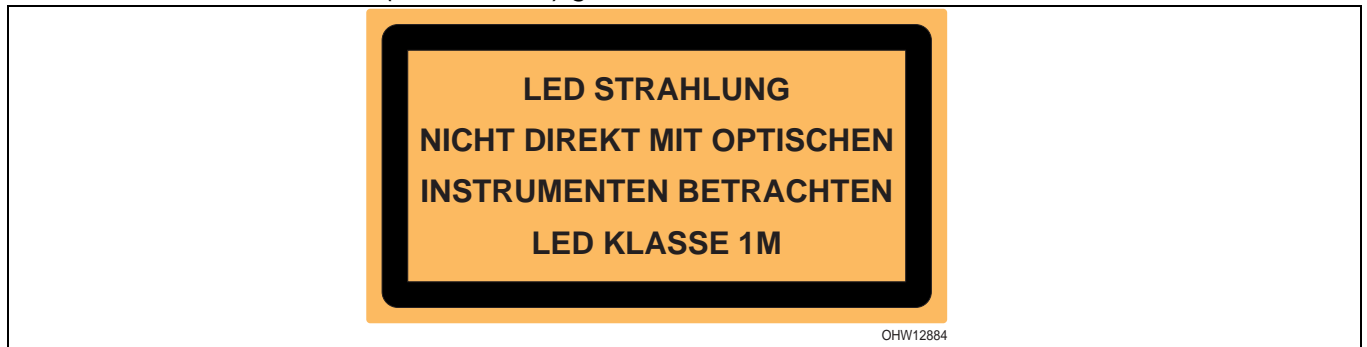 LED STRAHLUNG
NICHT DIREKT MIT OPTISCHEN
INSTRUMENTEN BETRACHTEN
LED KLASSE 1M
OHW12884